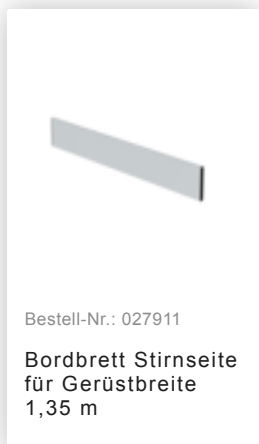 Bestell-Nr.: 027911
Bordbrett Stirnseite
für Gerüstbreite
1,35 m